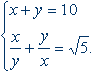 x + y = 10
x/y + y/x = √5.